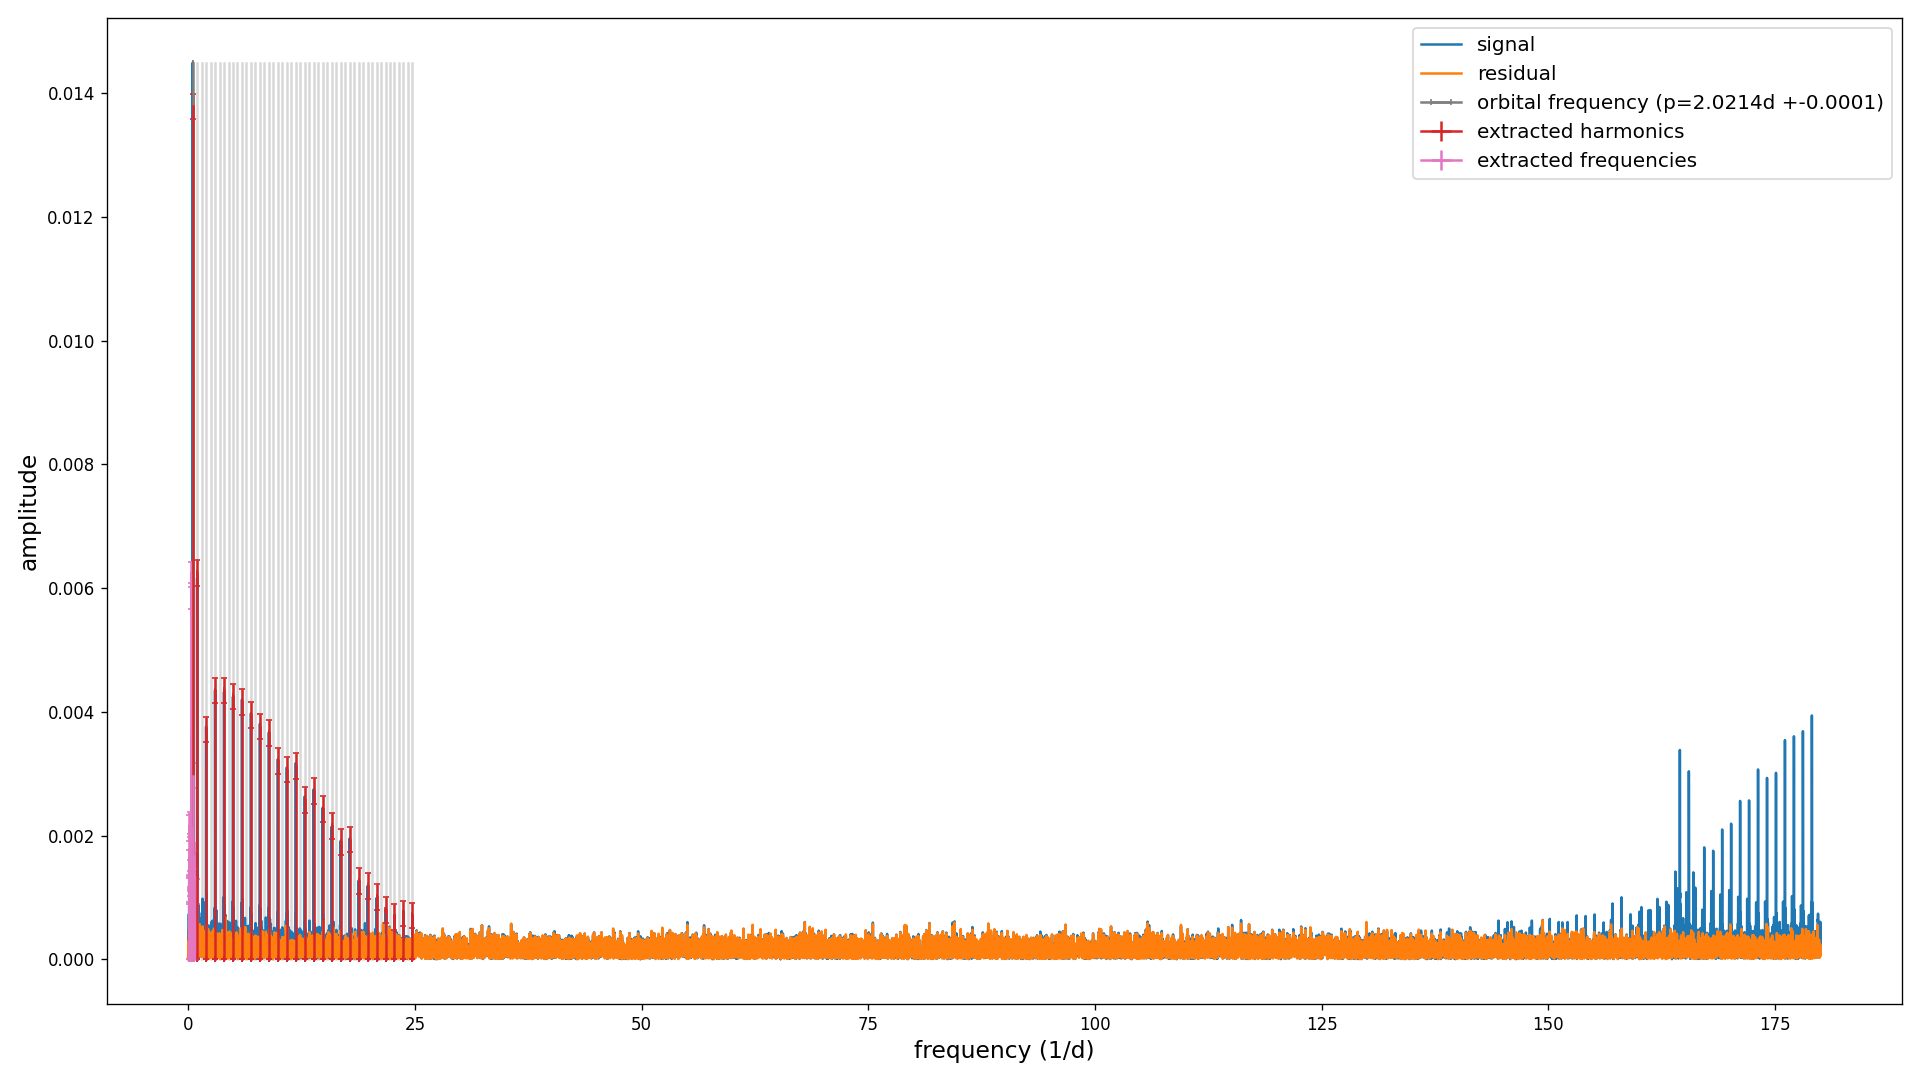 signal
residual
orbital frequency (p=2.0214d +-0.0001)
extracted harmonics
extracted frequencies
amplitude
0.014
0.012
0.010
0.008
0.006
0.004
0.002
0.000
0 25 50 75 100 125 150 175
frequency (1/d)